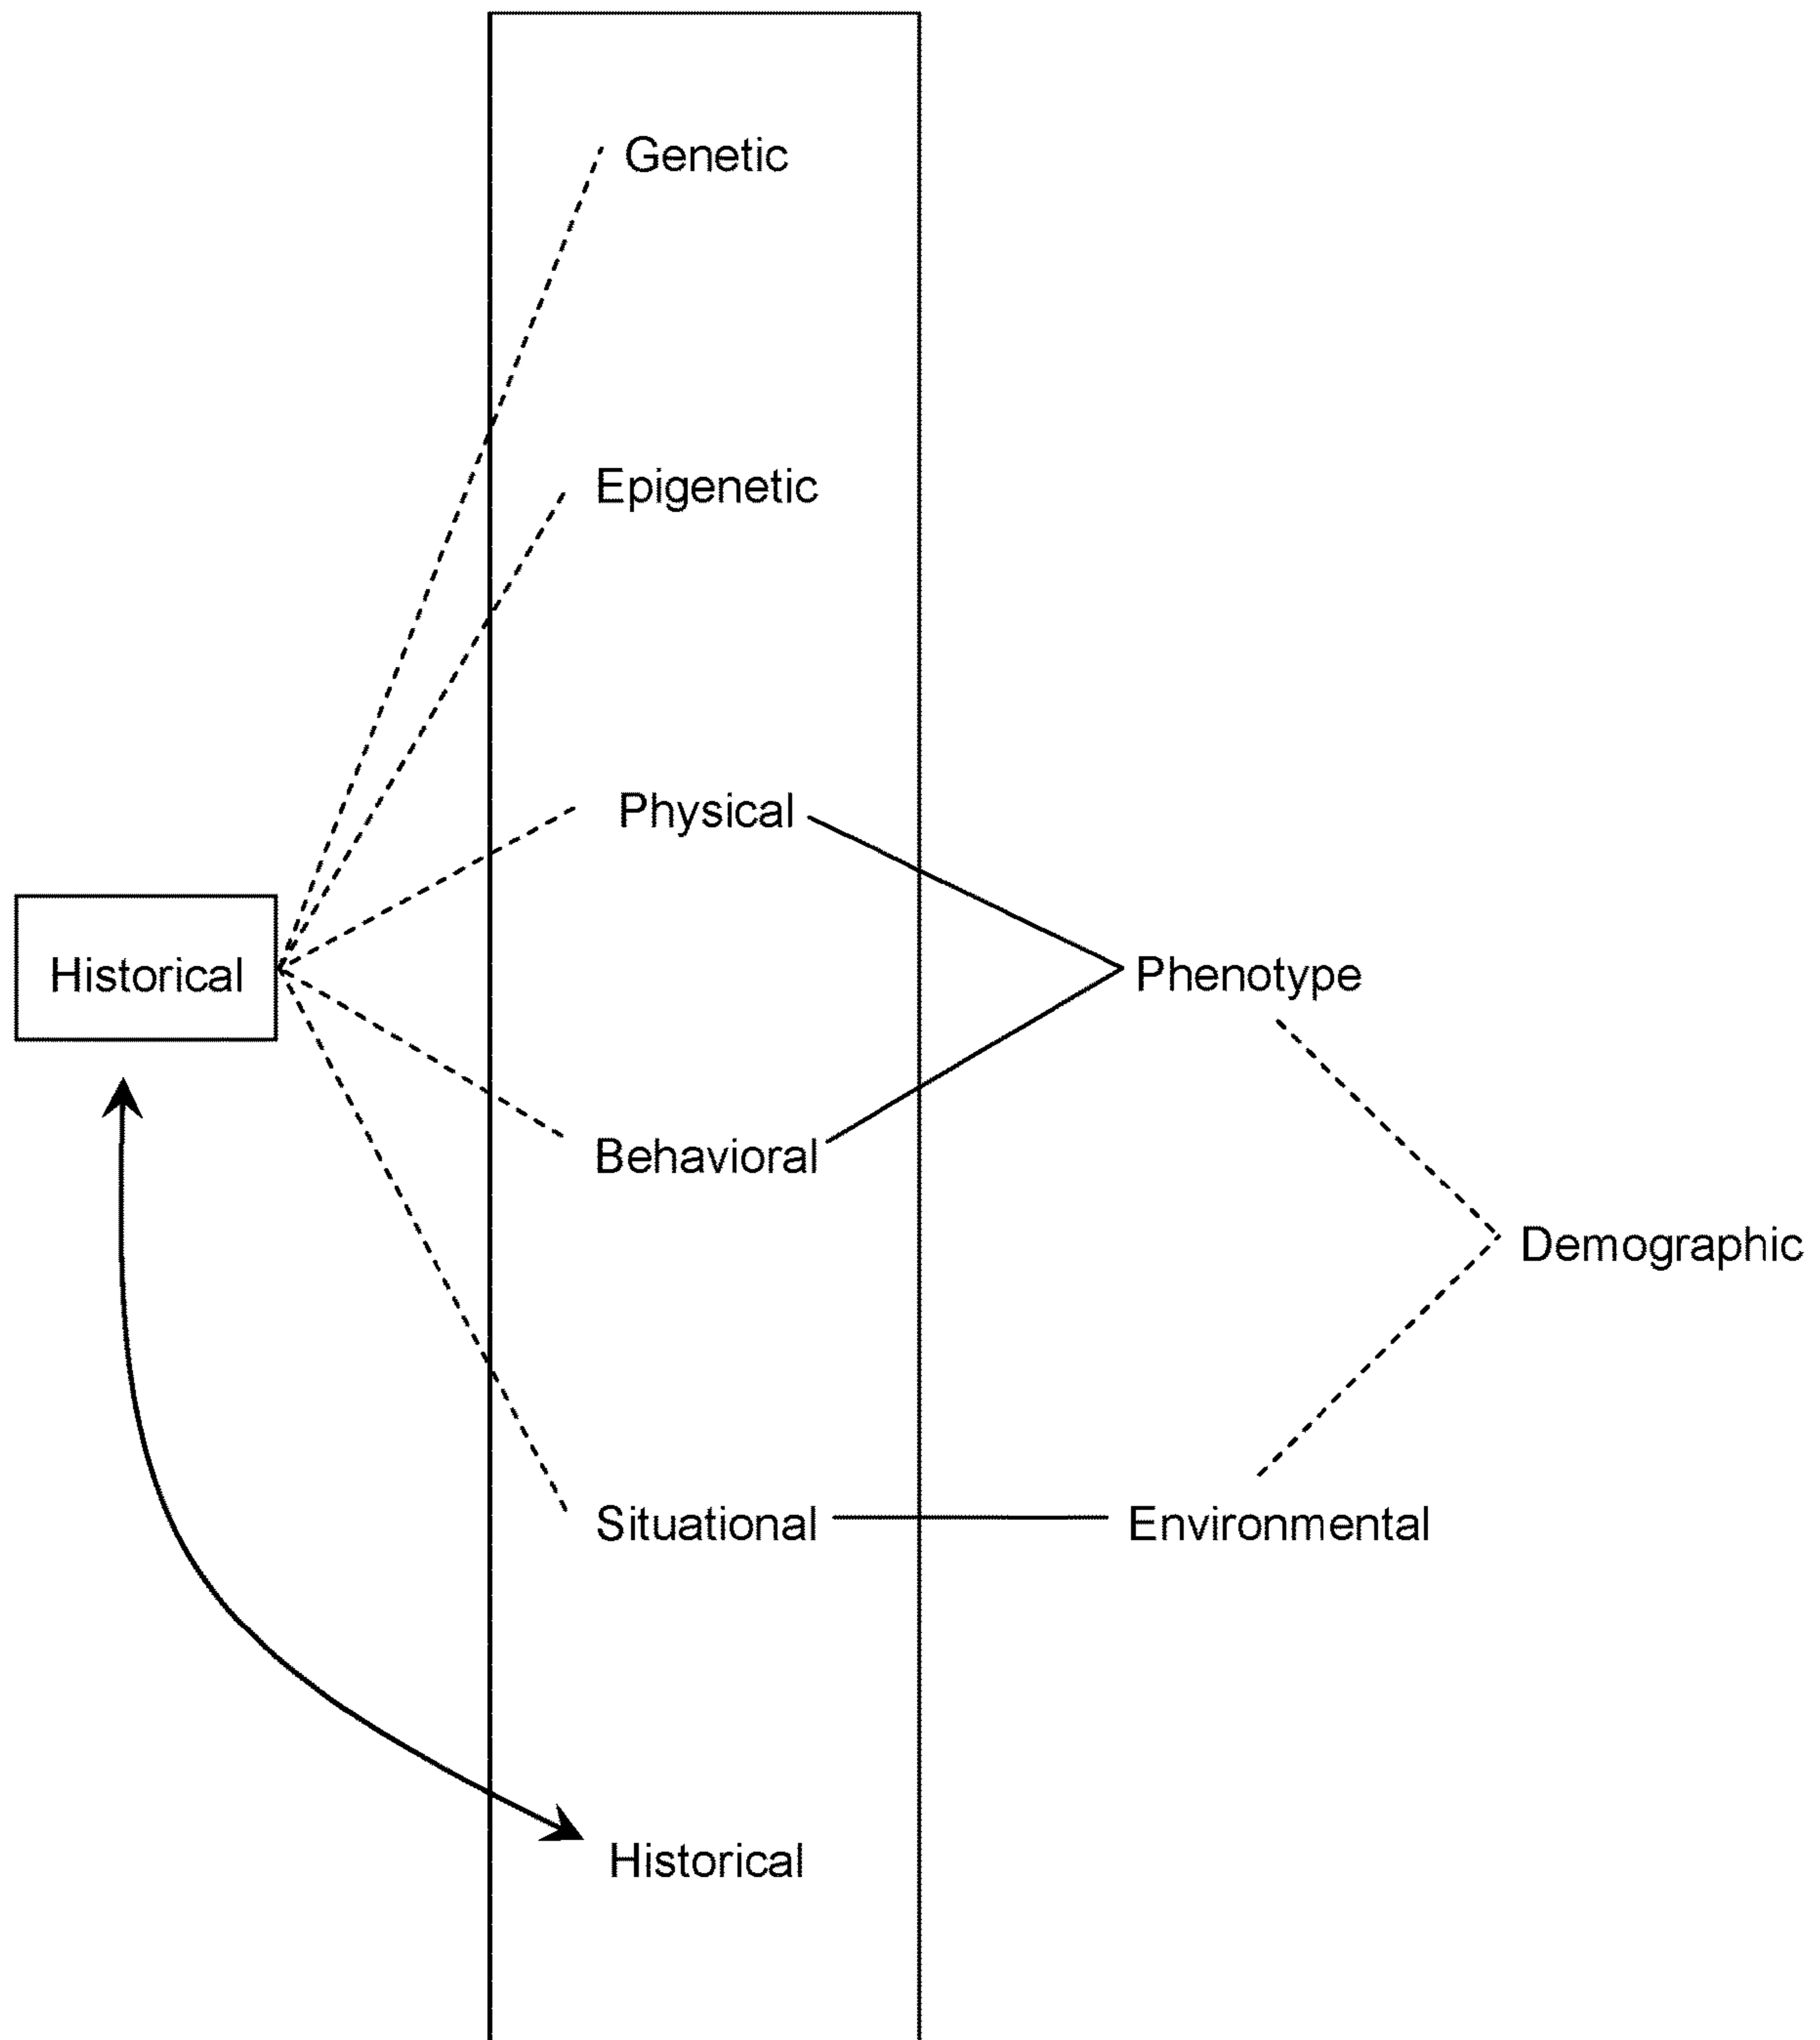 Genetic
Epigenetic
Physical
Historical
Phenotype
Behavioral
Demographic
Situational
Environmental
Historical